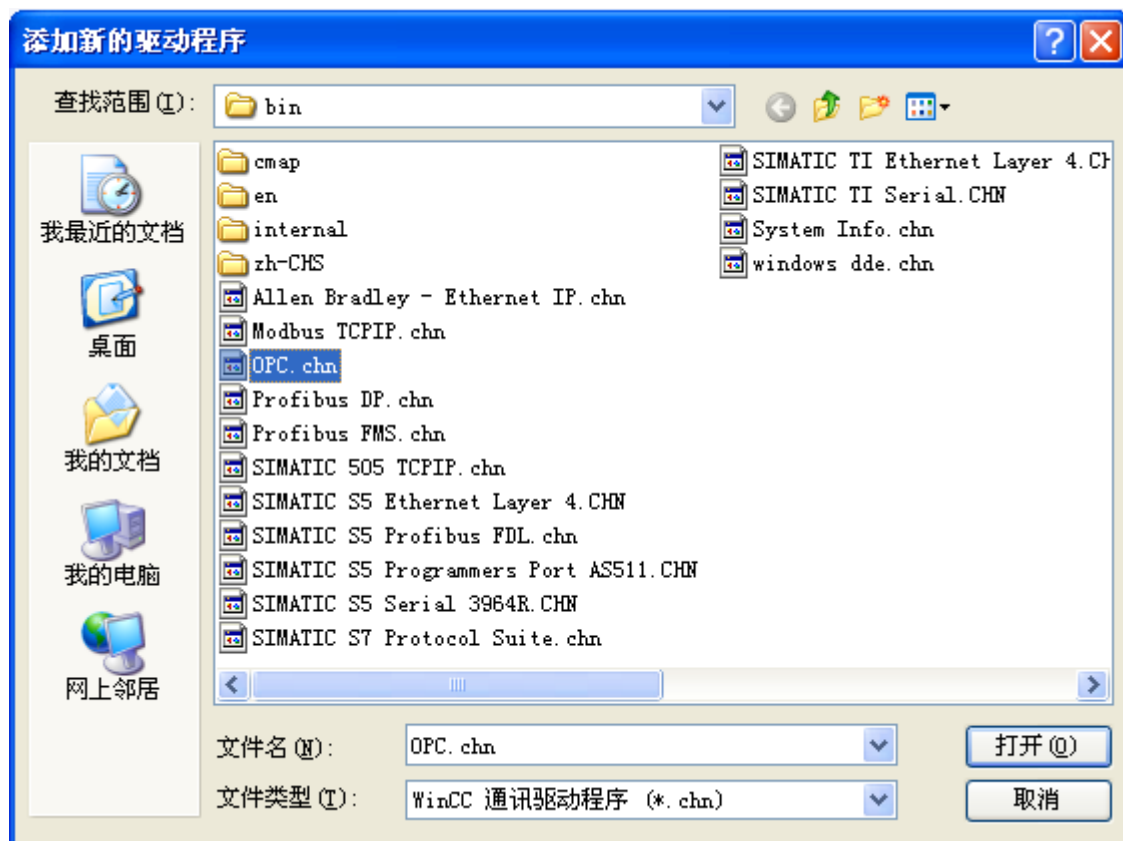 添加新的驱动程序
查找范围(I):
bin
我最近的文档
桌面
我的文档
我的电脑
网上邻居
cmap
en
internal
zh-CHS
Allen Bradley - Ethernet IP.chn
Modbus TCPIP.chn
OPC.chn
Profibus DP.chn
Profibus FMS.chn
SIMATIC 505 TCPIP.chn
SIMATIC S5 Ethernet Layer 4.CHN
SIMATIC S5 Profibus FDL.chn
SIMATIC S5 Programmers Port AS511.CHN
SIMATIC S5 Serial 3964R.CHN
SIMATIC S7 Protocol Suite.chn
SIMATIC TI Ethernet Layer 4.CH
SIMATIC TI Serial.CHN
System Info.chn
windows dde.chn
文件名(N):
OPC.chn
打开(O)
文件类型(T):
WinCC 通讯驱动程序 (*.chn)
取消